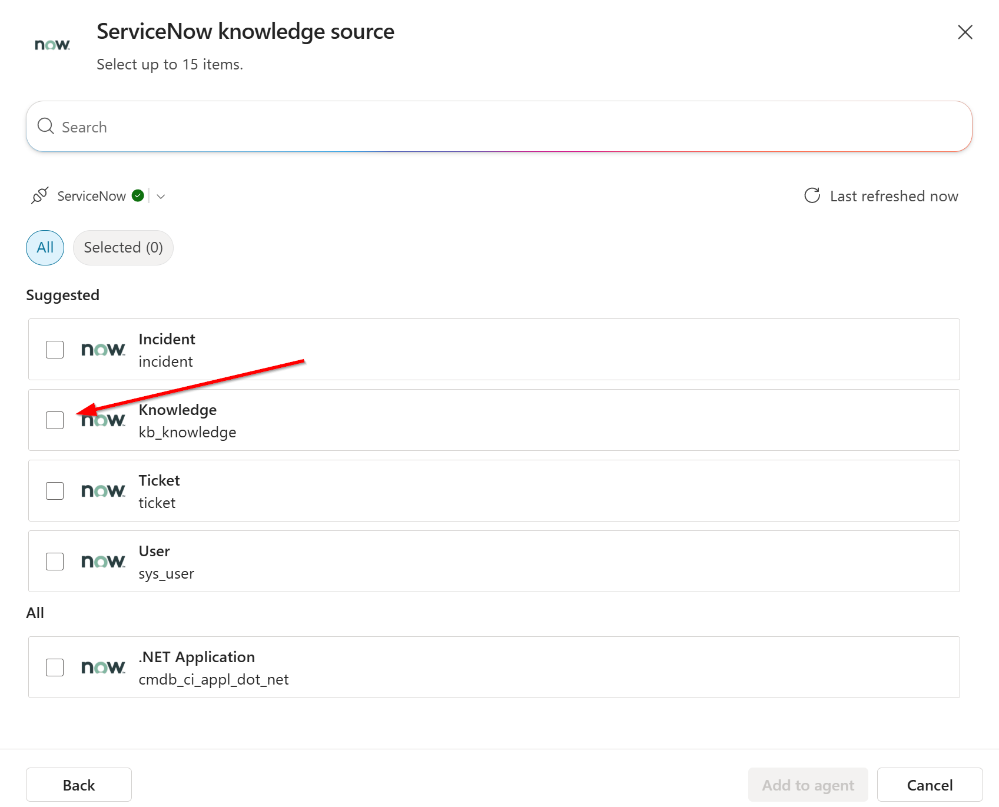 now.
ServiceNow knowledge source
Select up to 15 items.
Search
ServiceNow
Last refreshed now
All
Selected (0)
Suggested
now.
Incident
incident
now.
Knowledge
kb_knowledge
now.
Ticket
ticket
now.
User
sys_user
All
now.
.NET Application
cmdb_ci_appl_dot_net
Back
Add to agent
Cancel